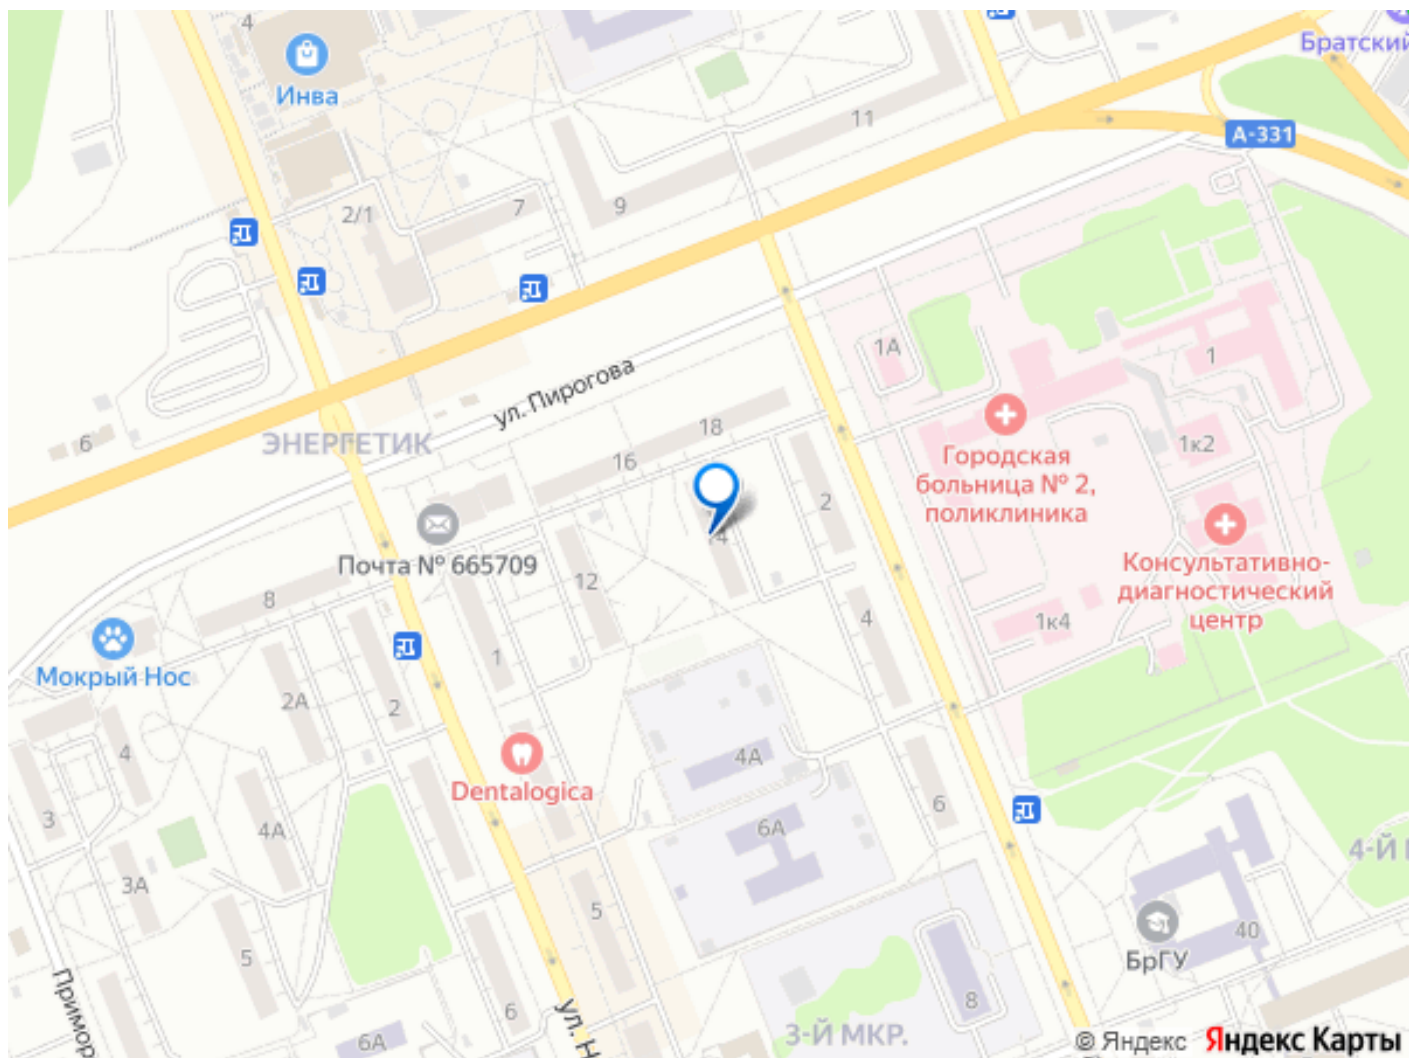 4
Инва
Братский
11
А-331
2/1
7
9
1А
1
ул. Пирогова
6
ЭНЕРГЕТИК
18
16
Городская
больница № 2,
поликлиника
1к2
2
Почта № 665709
14
12
Консультативно-
диагностический
центр
8
4
1к4
1
Мокрый Нос
2А
2
4
4А
Dentalogica
6
3
4А
6А
4-Й
3А
5
40
БрГУ
5
8
Примор
6
ул. Н
6А
3-Й МКР.
© Яндекс Яндекс Карты